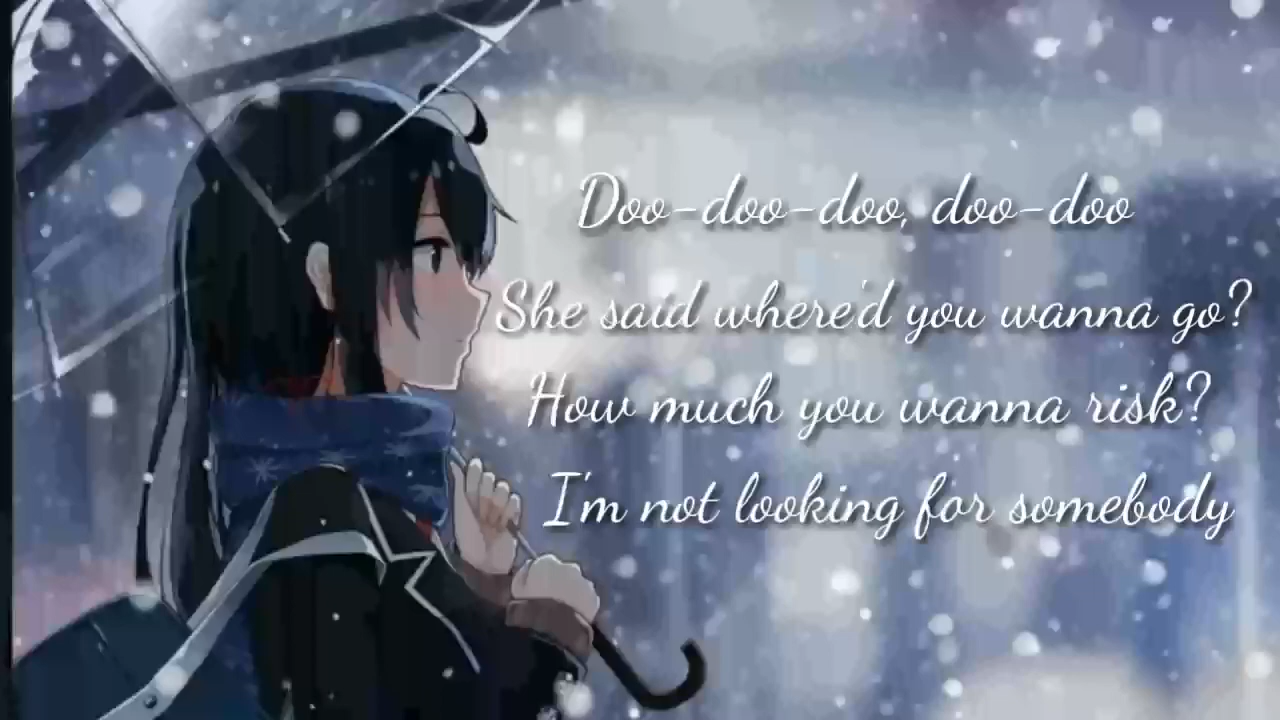 Doo-doo-doo, doo-doo
She said where'd you wanna go?
How much you wanna risk?
I'm not looking for somebody